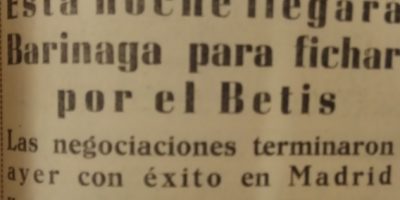 Esta noche llegará
Barinaga para fichar
por el Betis
Las negociaciones terminaron
ayer con éxito en Madrid